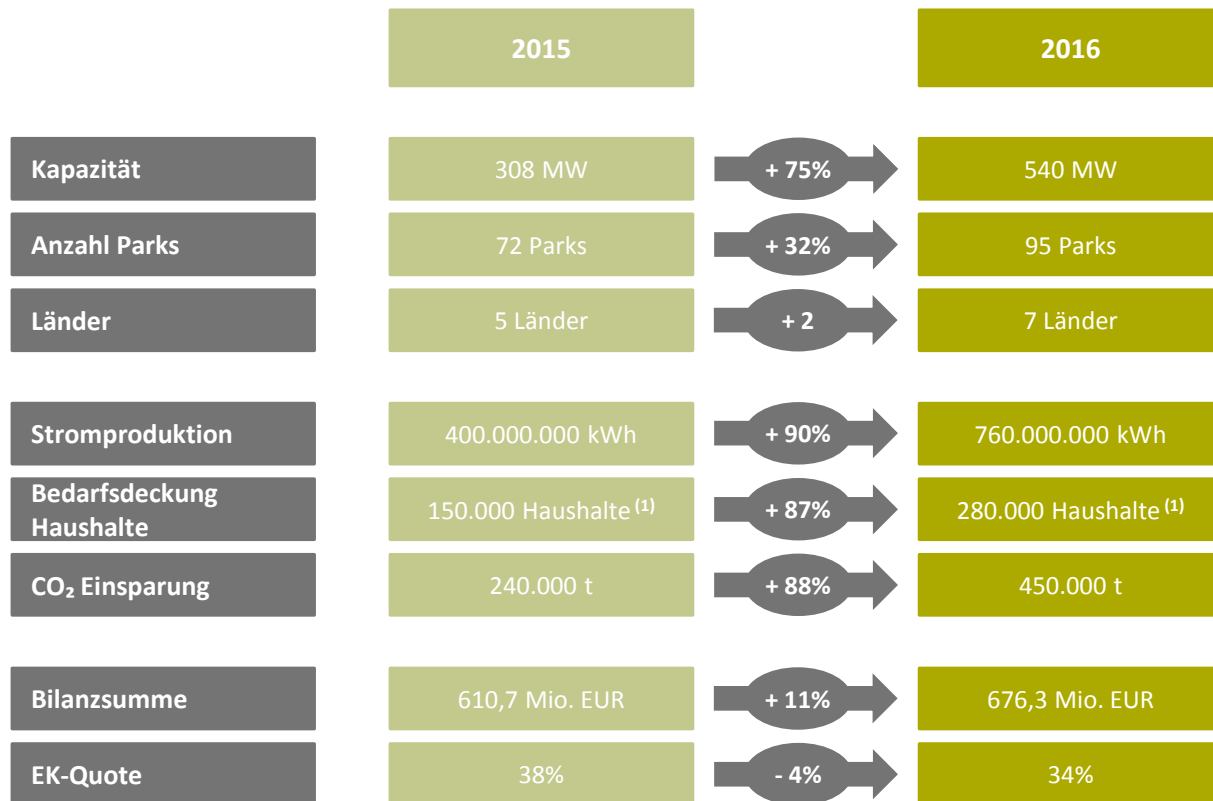 2015 2016
Kapazität 308 MW + 75% 540 MW
Anzahl Parks 72 Parks + 32% 95 Parks
Länder 5 Länder + 2 7 Länder
Stromproduktion 400.000.000 kWh + 90% 760.000.000 kWh
Bedarfsdeckung
Haushalte 150.000 Haushalte (1) + 87% 280.000 Haushalte (1)
CO₂ Einsparung 240.000 t + 88% 450.000 t
Bilanzsumme 610,7 Mio. EUR + 11% 676,3 Mio. EUR
EK-Quote 38% - 4% 34%